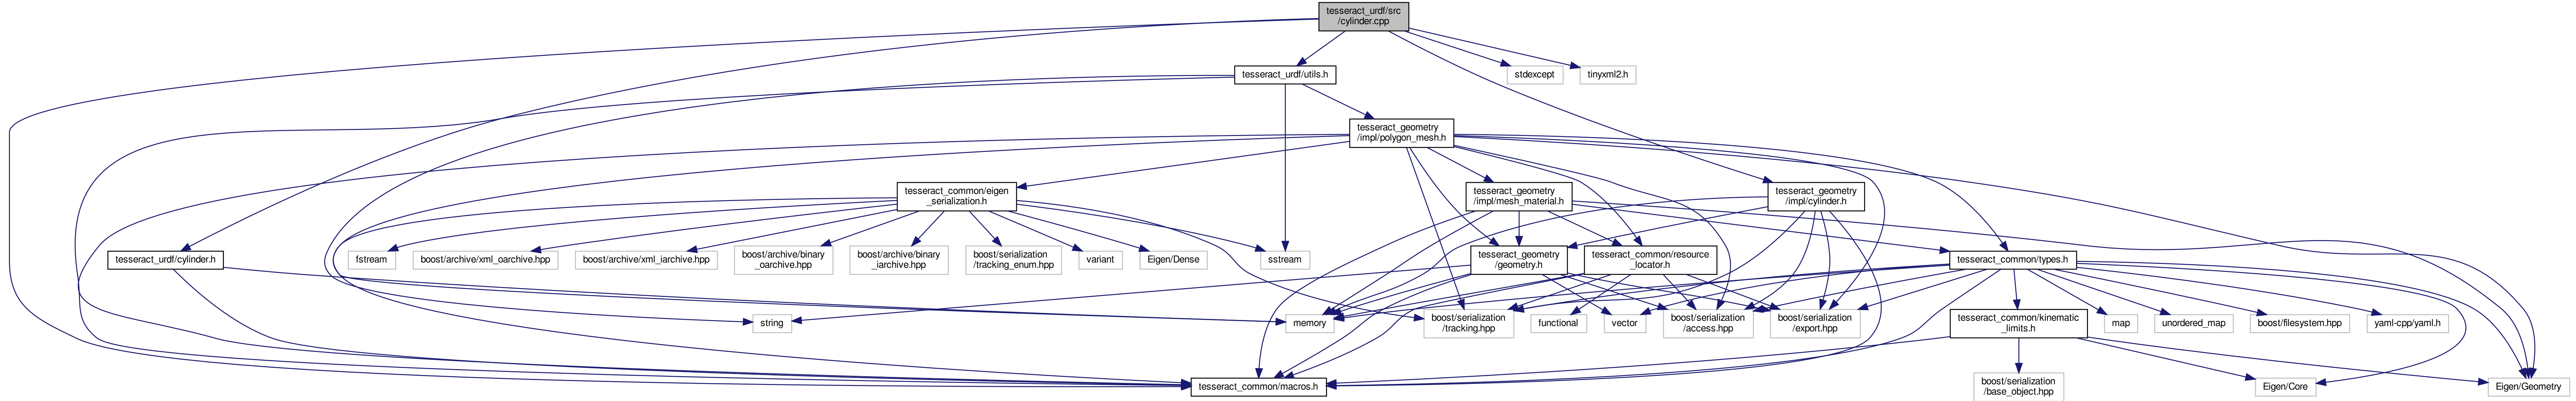 tesseract_urdf/src
/cylinder.cpp
tesseract_urdf/utils.h
stdexcept
tinyxml2.h
tesseract_geometry
/impl/polygon_mesh.h
tesseract_common/eigen
_serialization.h
tesseract_geometry
/impl/mesh_material.h
tesseract_geometry
/impl/cylinder.h
tesseract_urdf/cylinder.h
fstream
boost/archive/xml_oarchive.hpp
boost/archive/xml_iarchive.hpp
boost/archive/binary
_oarchive.hpp
boost/archive/binary
_iarchive.hpp
boost/serialization
/tracking_enum.hpp
variant
Eigen/Dense
sstream
tesseract_geometry
/geometry.h
tesseract_common/resource
_locator.h
tesseract_common/types.h
string
memory
boost/serialization
/tracking.hpp
functional
vector
boost/serialization
/access.hpp
boost/serialization
/export.hpp
tesseract_common/kinematic
_limits.h
map
unordered_map
boost/filesystem.hpp
yaml-cpp/yaml.h
tesseract_common/macros.h
boost/serialization
/base_object.hpp
Eigen/Core
Eigen/Geometry